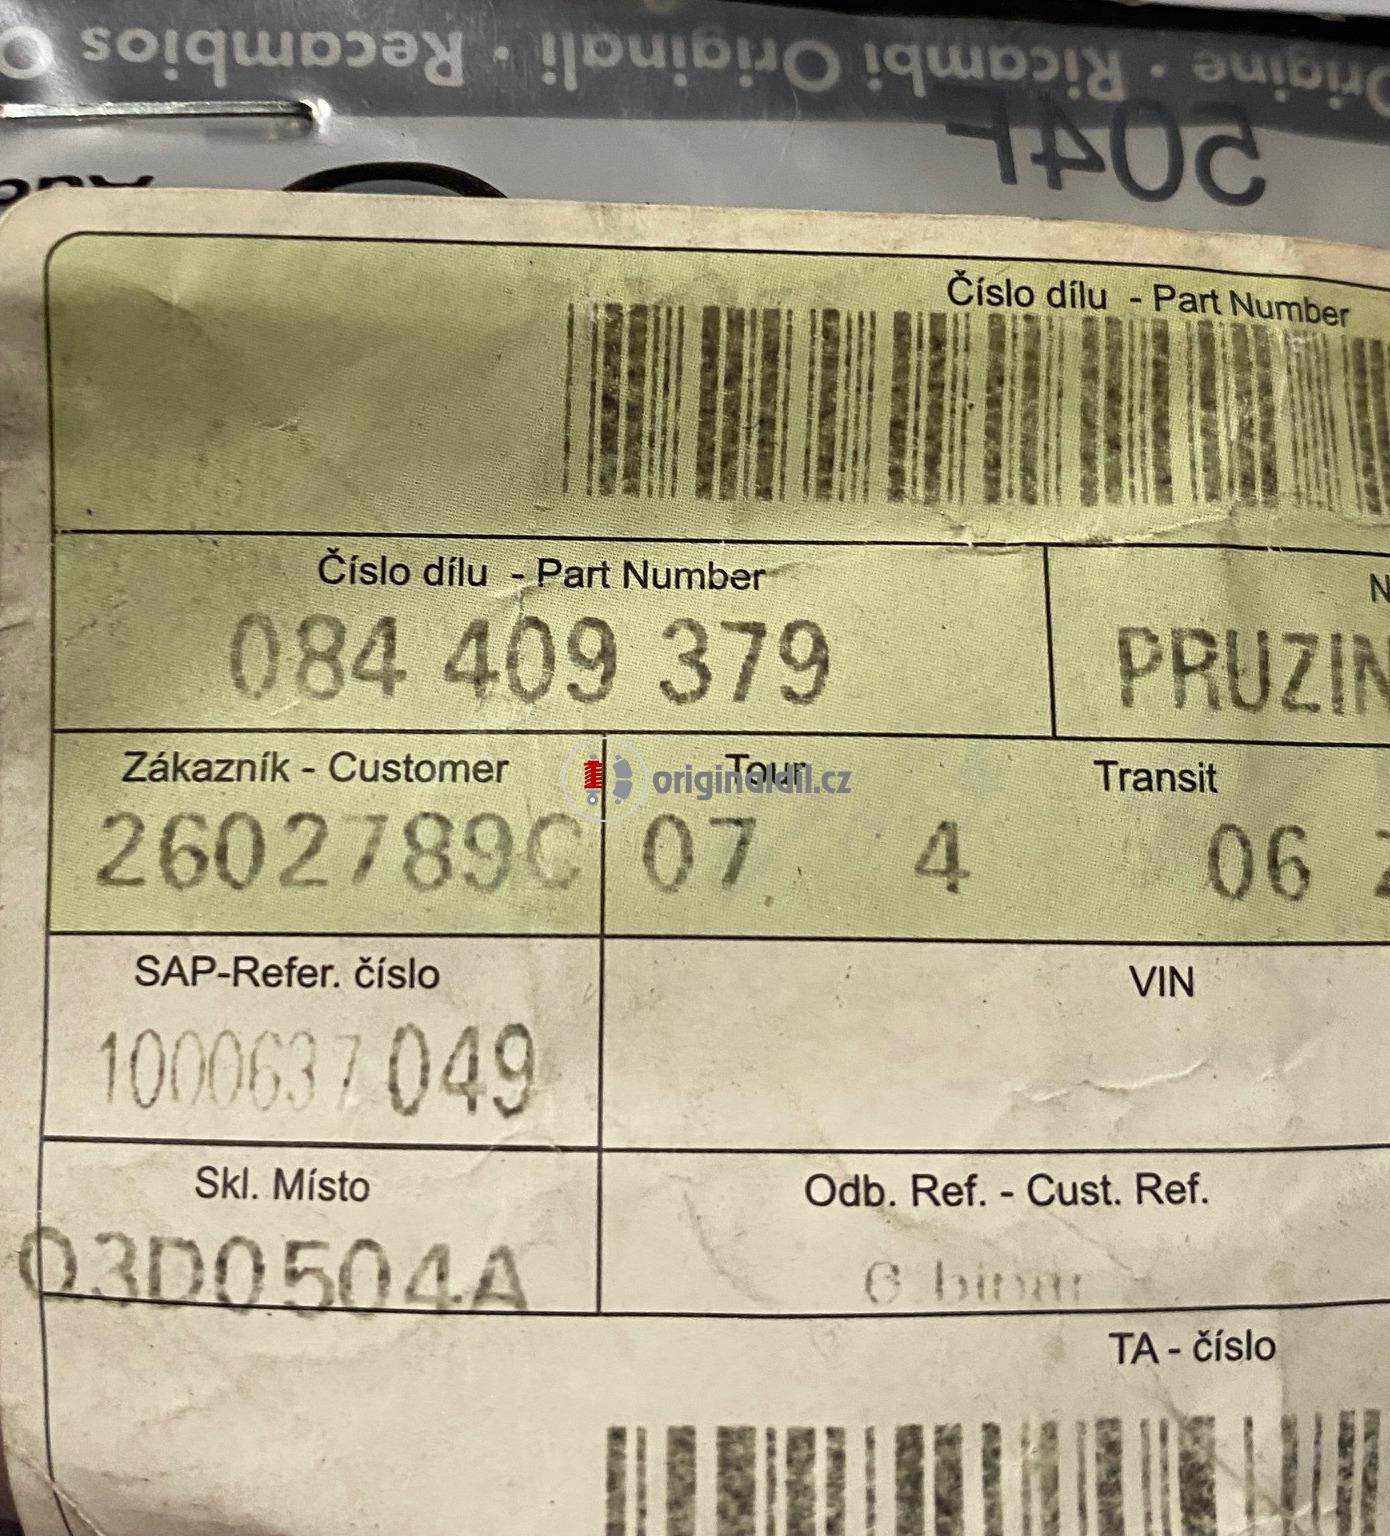 Origine • Ricambi Originali • Recambios O
504F
Číslo dílu - Part Number
Číslo dílu - Part Number
084 409 379
PRUZIN
Zákazník - Customer
Tour
Transit
originaldil.cz
2602789C
07 4 06
SAP-Refer. číslo
VIN
1000637049
Skl. Místo
Odb. Ref. - Cust. Ref.
03D0504A
TA - číslo